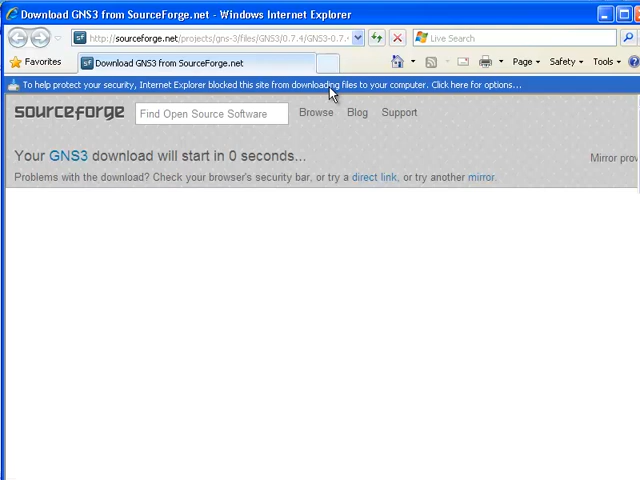 Download GNS3 from SourceForge.net - Windows Internet Explorer
http://sourceforge.net/projects/gns-3/files/GNS3/0.7.4/GNS3-0.7.
Live Search
Favorites
Download GNS3 from SourceForge.net
Page
Safety
Tools
To help protect your security, Internet Explorer blocked this site from downloading files to your computer. Click here for options...
sourceforge
Find Open Source Software
Browse
Blog
Support
Your GNS3 download will start in 0 seconds...
Mirror prov
Problems with the download? Check your browser's security bar, or try a direct link, or try another mirror.